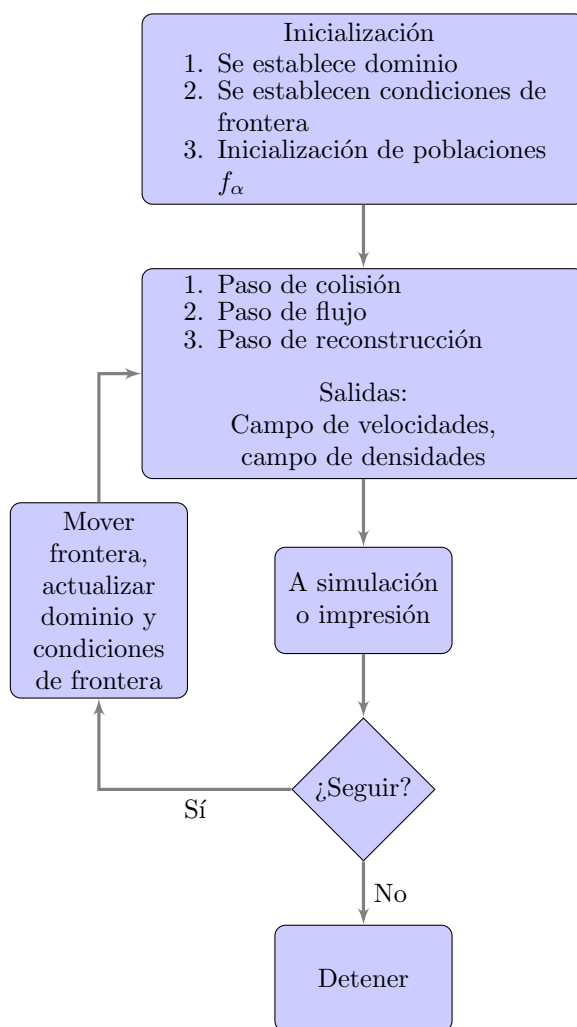 Inicialización
1. Se establece dominio
2. Se establecen condiciones de
frontera
3. Inicialización de poblaciones
fα
1. Paso de colisión
2. Paso de flujo
3. Paso de reconstrucción
Salidas:
Campo de velocidades,
campo de densidades
Mover
frontera,
actualizar
dominio y
condiciones
de frontera
A simulación
o impresión
¿Seguir?
Sí
No
Detener